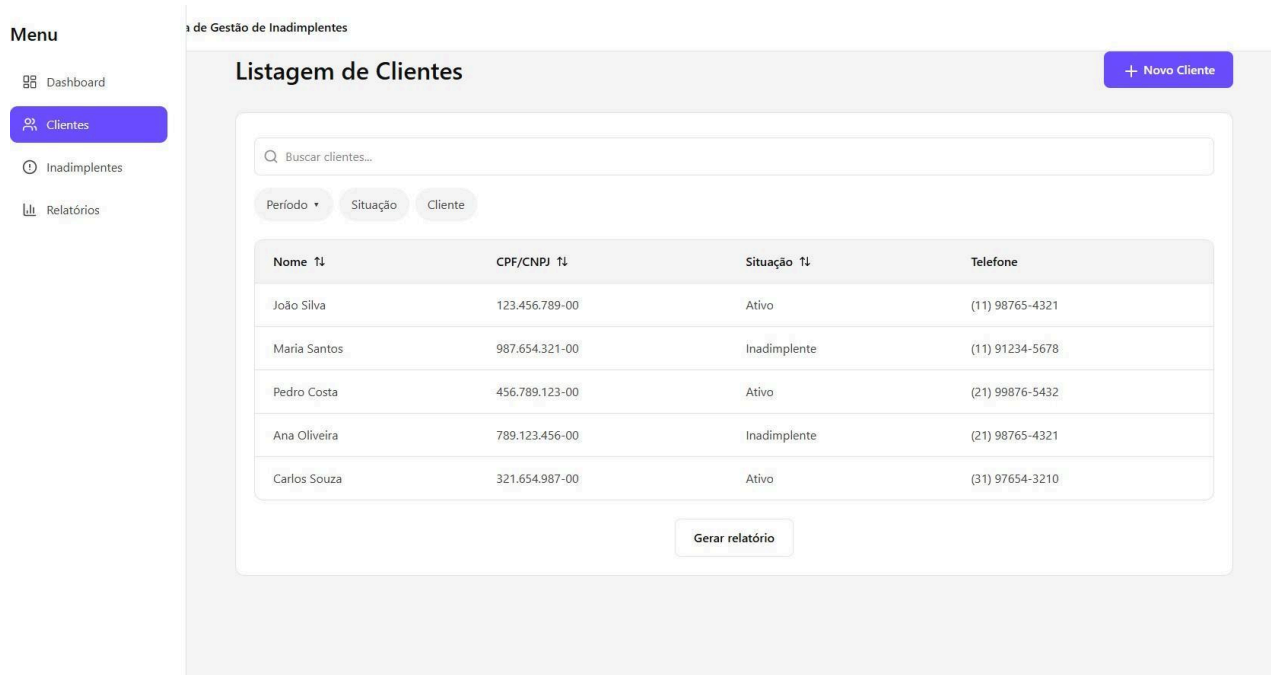 Menu
Dashboard
Clientes
Inadimplentes
Relatórios
a de Gestão de Inadimplentes
Listagem de Clientes
+ Novo Cliente
Buscar clientes...
Período ▾ Situação Cliente
Nome ↑↓ CPF/CNPJ ↑↓ Situação ↑↓ Telefone
João Silva 123.456.789-00 Ativo (11) 98765-4321
Maria Santos 987.654.321-00 Inadimplente (11) 91234-5678
Pedro Costa 456.789.123-00 Ativo (21) 99876-5432
Ana Oliveira 789.123.456-00 Inadimplente (21) 98765-4321
Carlos Souza 321.654.987-00 Ativo (31) 97654-3210
Gerar relatório